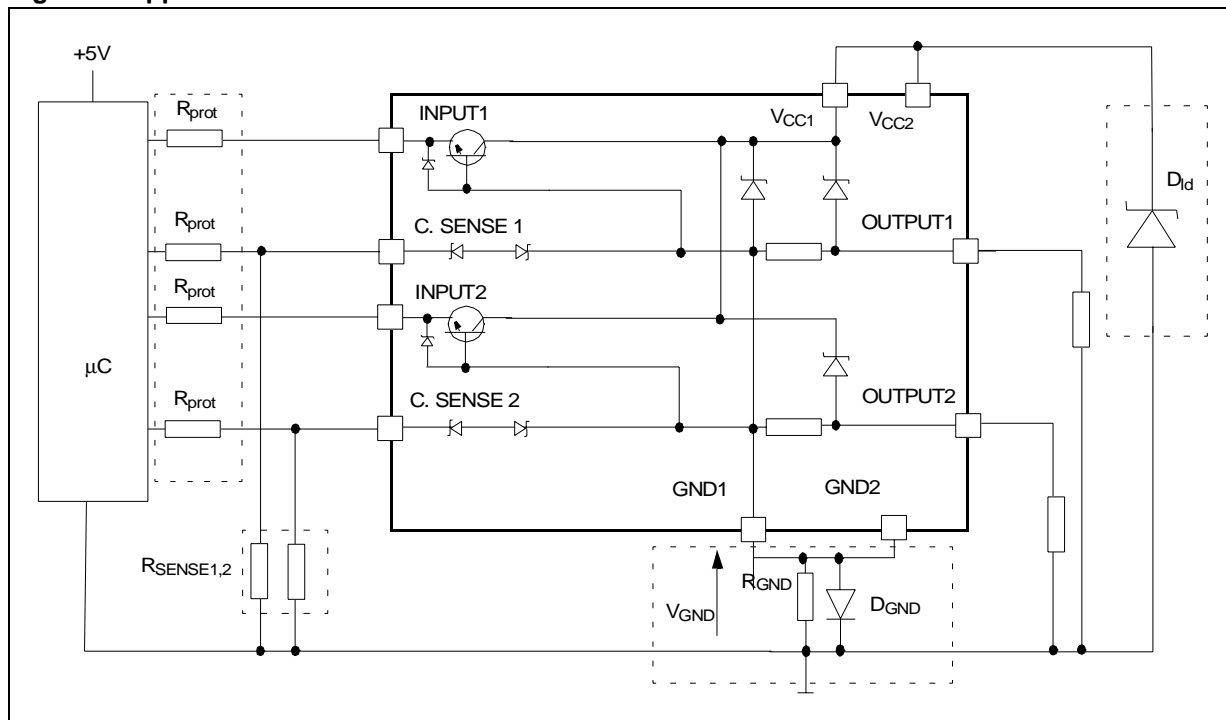 +5V
Rprot
INPUT1
VCC1
VCC2
Dld
Rprot
C. SENSE 1
OUTPUT1
Rprot
INPUT2
μC
Rprot
C. SENSE 2
OUTPUT2
GND1
GND2
RSENSE1,2
RGND
VGND
DGND